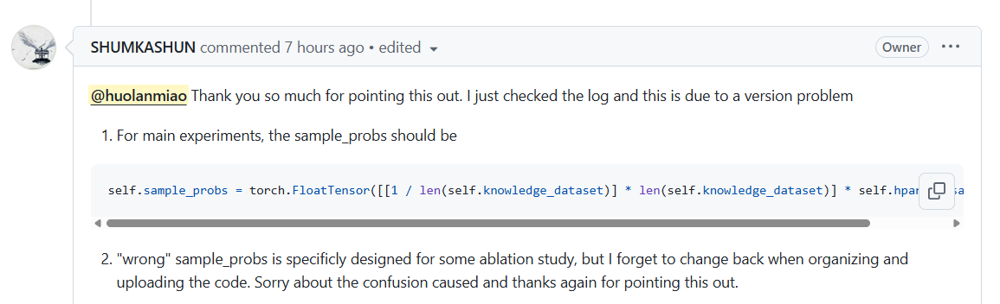 SHUMKASHUN commented 7 hours ago • edited
Owner
@huolanmiao Thank you so much for pointing this out. I just checked the log and this is due to a version problem
1. For main experiments, the sample_probs should be
self.sample_probs = torch.FloatTensor([[1 / len(self.knowledge_dataset)] * len(self.knowledge_dataset)] * self.hpar
2. "wrong" sample_probs is specificly designed for some ablation study, but I forget to change back when organizing and
uploading the code. Sorry about the confusion caused and thanks again for pointing this out.